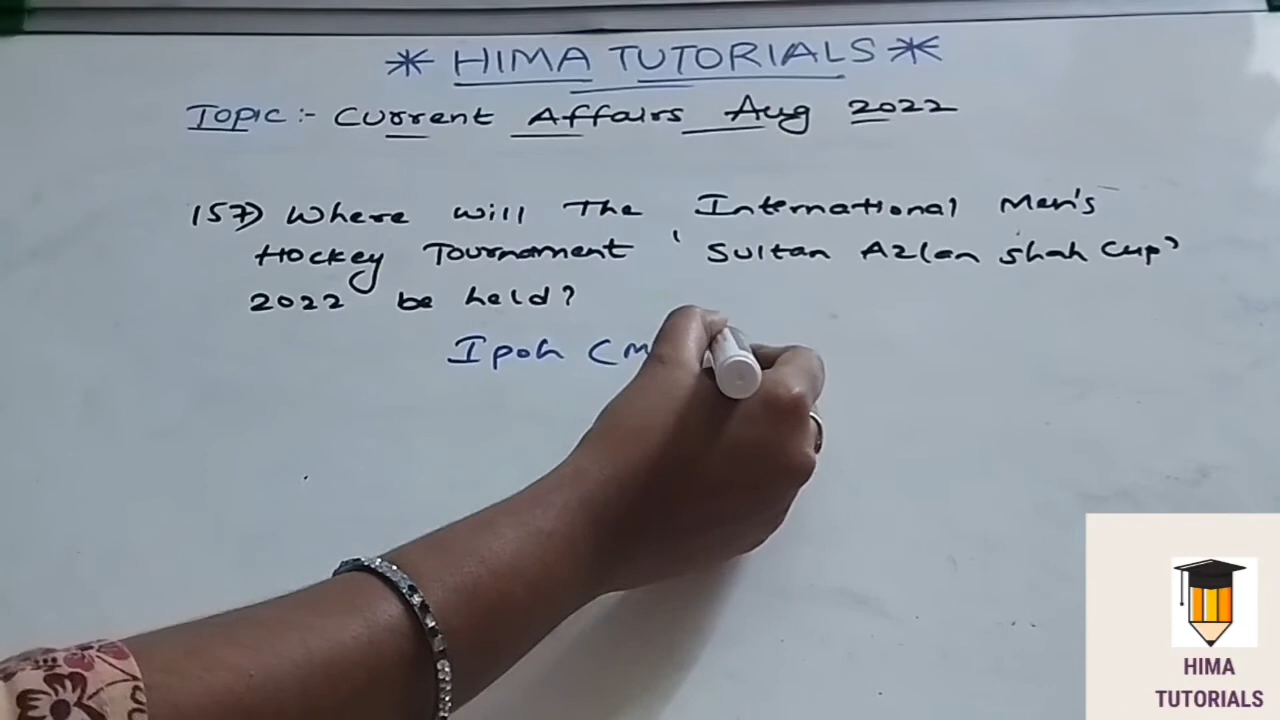 * HIMA TUTORIALS *
Topic :- Current Affairs Aug 2022
157) Where will The International Men's
Hockey Tournament 'Sultan Azlan Shah Cup'
2022 be held?
Ipoh (M
HIMA
TUTORIALS